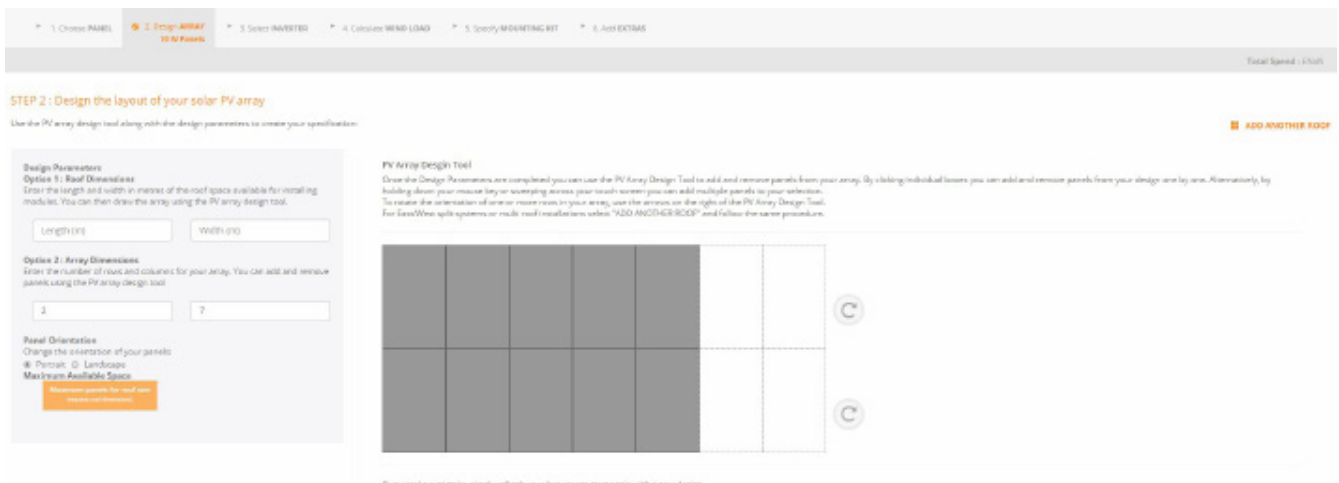 1. Choose PANEL
2. Design ARRAY
10 IV Panels
3. Select INVERTER
4. Calculate WIND LOAD
5. Specify MOUNTING KIT
6. Add EXTRAS
Total Spend :
STEP 2 : Design the layout of your solar PV array
Use the PV array design tool along with the design parameters to create your specification:
ADD ANOTHER ROOF
Design Parameters
Option 1: Roof Dimensions
Enter the length and width in metres of the roof space available for installing
modules. You can then draw the array using the PV array design tool.
Length (m)
Width (m)
Option 2: Array Dimensions
Enter the number of rows and columns for your array. You can add and remove
panels using the PV array design tool
2
7
Panel Orientation
Change the orientation of your panels:
Portrait Landscape
Maximum Available Space
Maximum panels for roof size
PV Array Desgin Tool
Once the Design Parameters are completed you can use the PV Array Design Tool to add and remove panels from your array. By clicking individual boxes you can add and remove panels from your design one by one. Alternatively, by
holding down your mouse key or sweeping across your touch screen you can add multiple panels to your selection.
To rotate the orientation of one or more rows in your array, use the arrows on the right of the PV Array Design Tool.
For East/West split systems or multi roof installations select "ADD ANOTHER ROOF" and follow the same procedure.